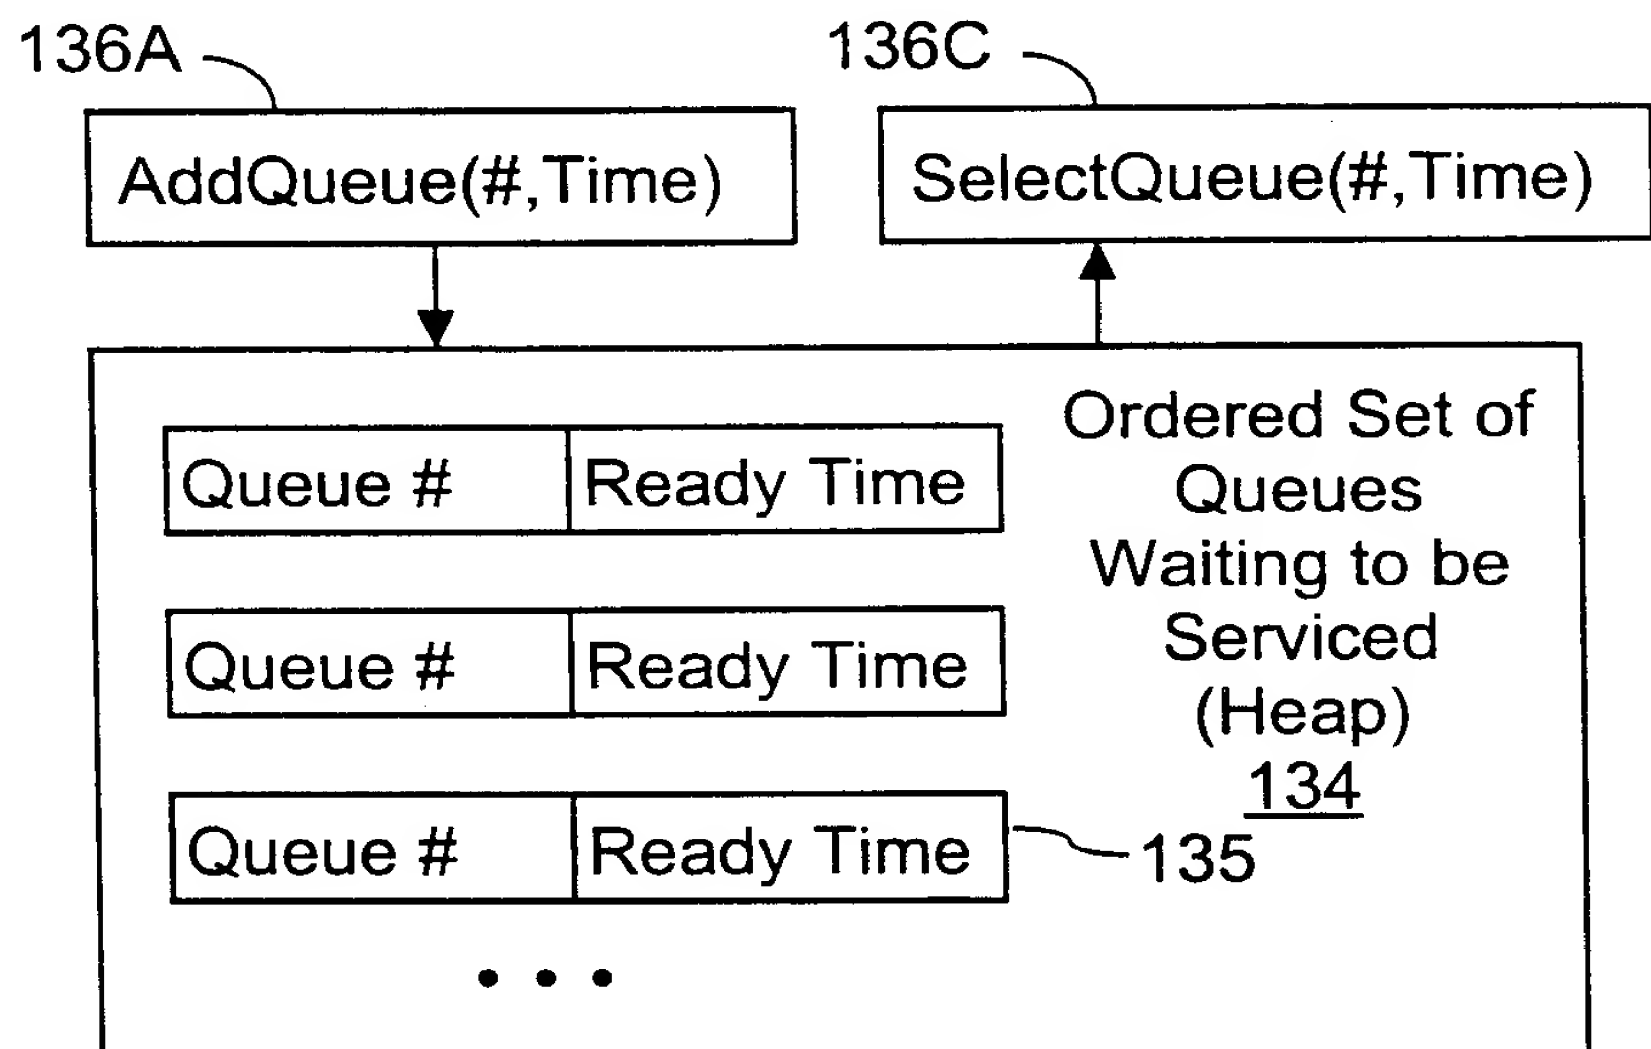 136A
136C
AddQueue(#,Time)
SelectQueue(#,Time)
Ordered Set of
Queues
Waiting to be
Serviced
(Heap)
134
Queue # Ready Time
Queue # Ready Time
Queue # Ready Time
135
• • •